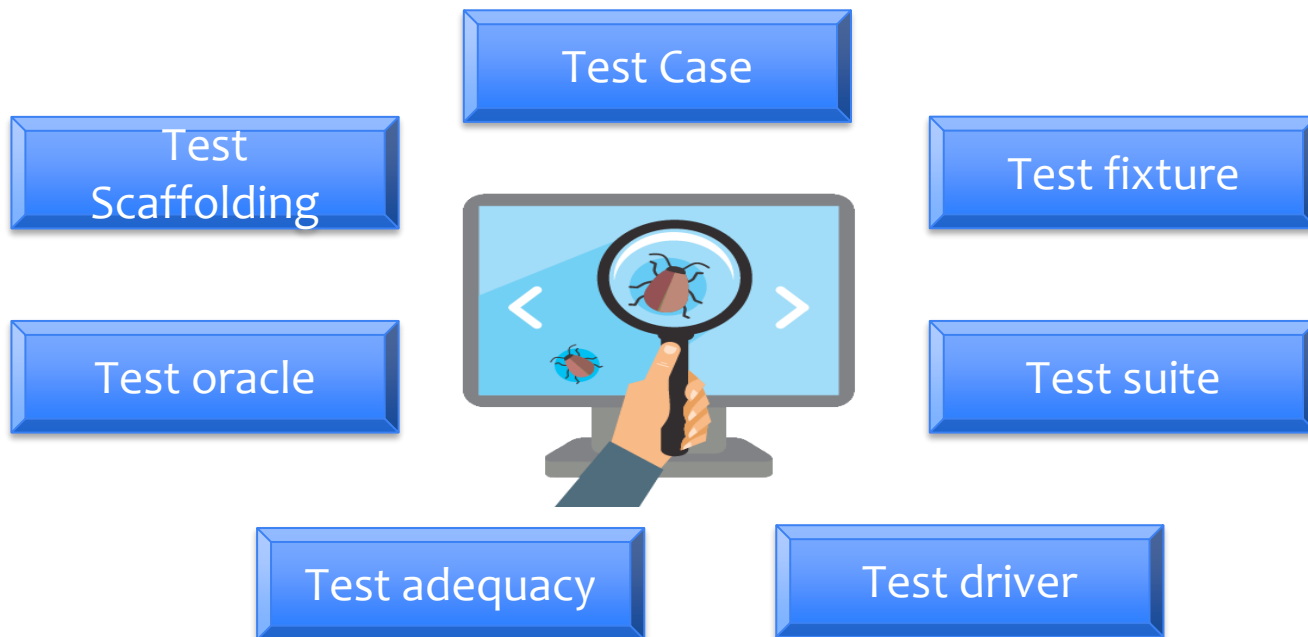 Test Case
Test
Scaffolding
Test fixture
Test oracle
Test suite
Test adequacy
Test driver